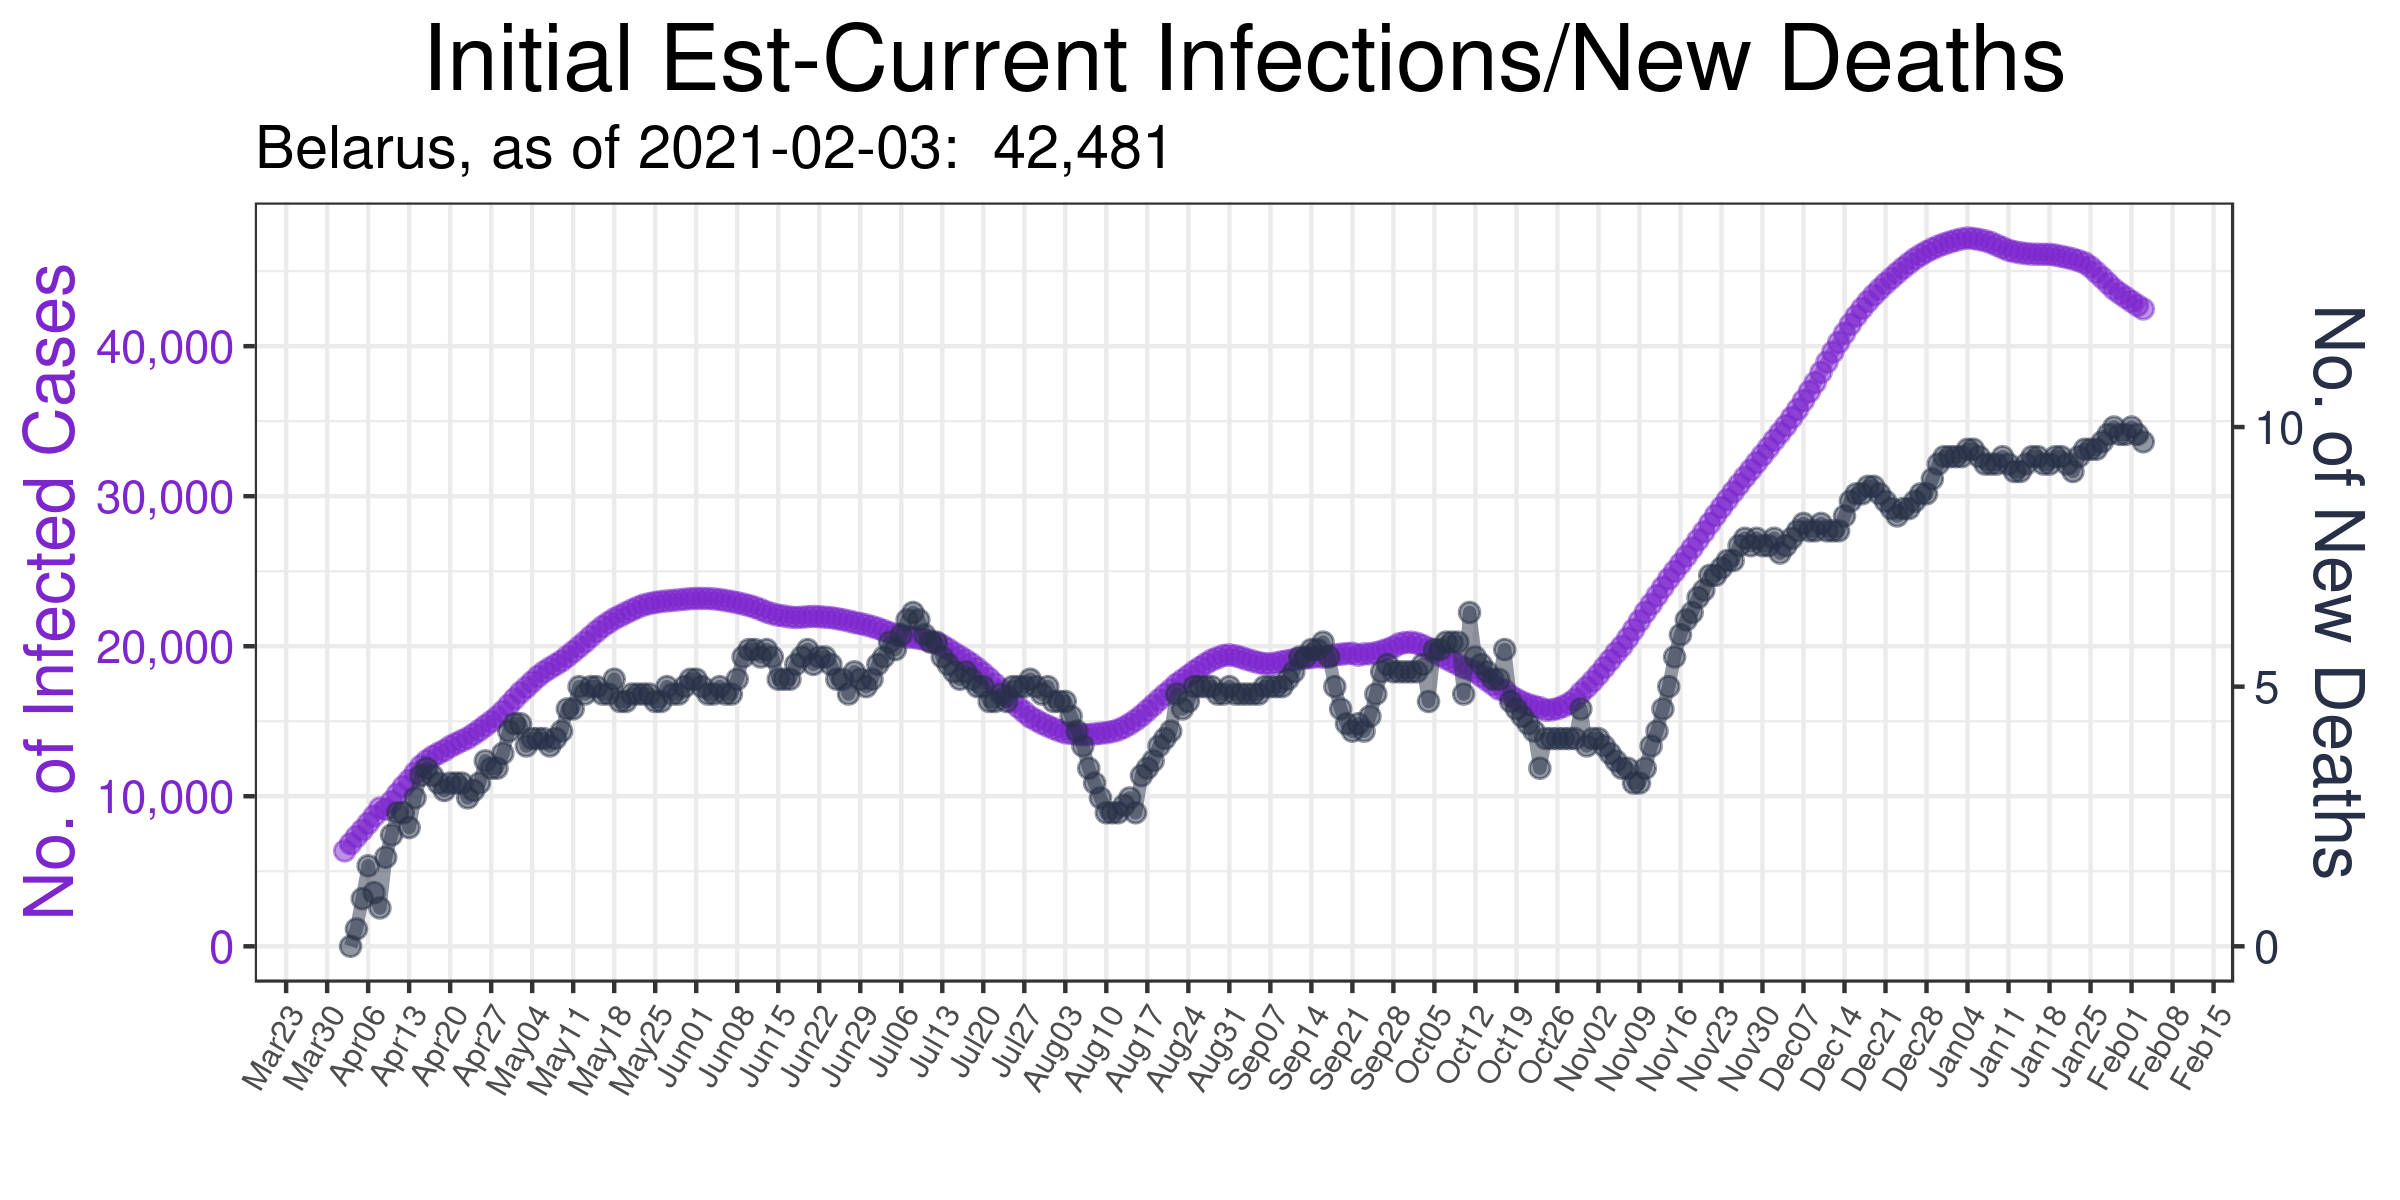 Initial Est-Current Infections/New Deaths
Belarus, as of 2021-02-03:  42,481
No. of Infected Cases
40,000
30,000
20,000
10,000
0
No. of New Deaths
10
5
0
Mar23 Mar30 Apr06 Apr13 Apr20 Apr27 May04 May11 May18 May25 Jun01 Jun08 Jun15 Jun22 Jun29 Jul06 Jul13 Jul20 Jul27 Aug03 Aug10 Aug17 Aug24 Aug31 Sep07 Sep14 Sep21 Sep28 Oct05 Oct12 Oct19 Oct26 Nov02 Nov09 Nov16 Nov23 Nov30 Dec07 Dec14 Dec21 Dec28 Jan04 Jan11 Jan18 Jan25 Feb01 Feb08 Feb15